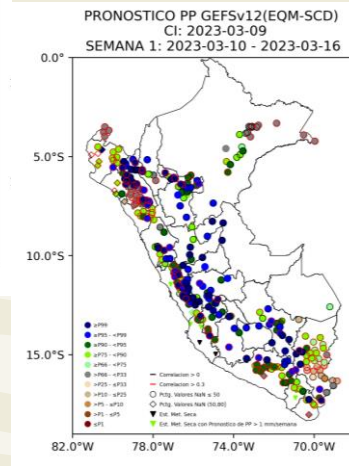 PRONOSTICO PP GEFSv12(EQM-SCD)
CI: 2023-03-09
SEMANA 1: 2023-03-10 - 2023-03-16
0.0°
5.0°S
10.0°S
15.0°S
≥P99
≥P95 - <P99
≥P90 - <P95
≥P75 - <P90
≥P66 - <P75
>P66 - <P33
>P25 - ≤P33
>P10 - ≤P25
>P5 - ≤P10
>P1 - ≤P5
≤P1
Correlacion > 0
Correlacion > 0.3
Pctg. Valores NaN ≤ 50
Pctg. Valores NaN (50,80]
Est. Met. Seca
Est. Met. Seca con Pronostico de PP > 1 mm/semana
82.0°W 78.0°W 74.0°W 70.0°W